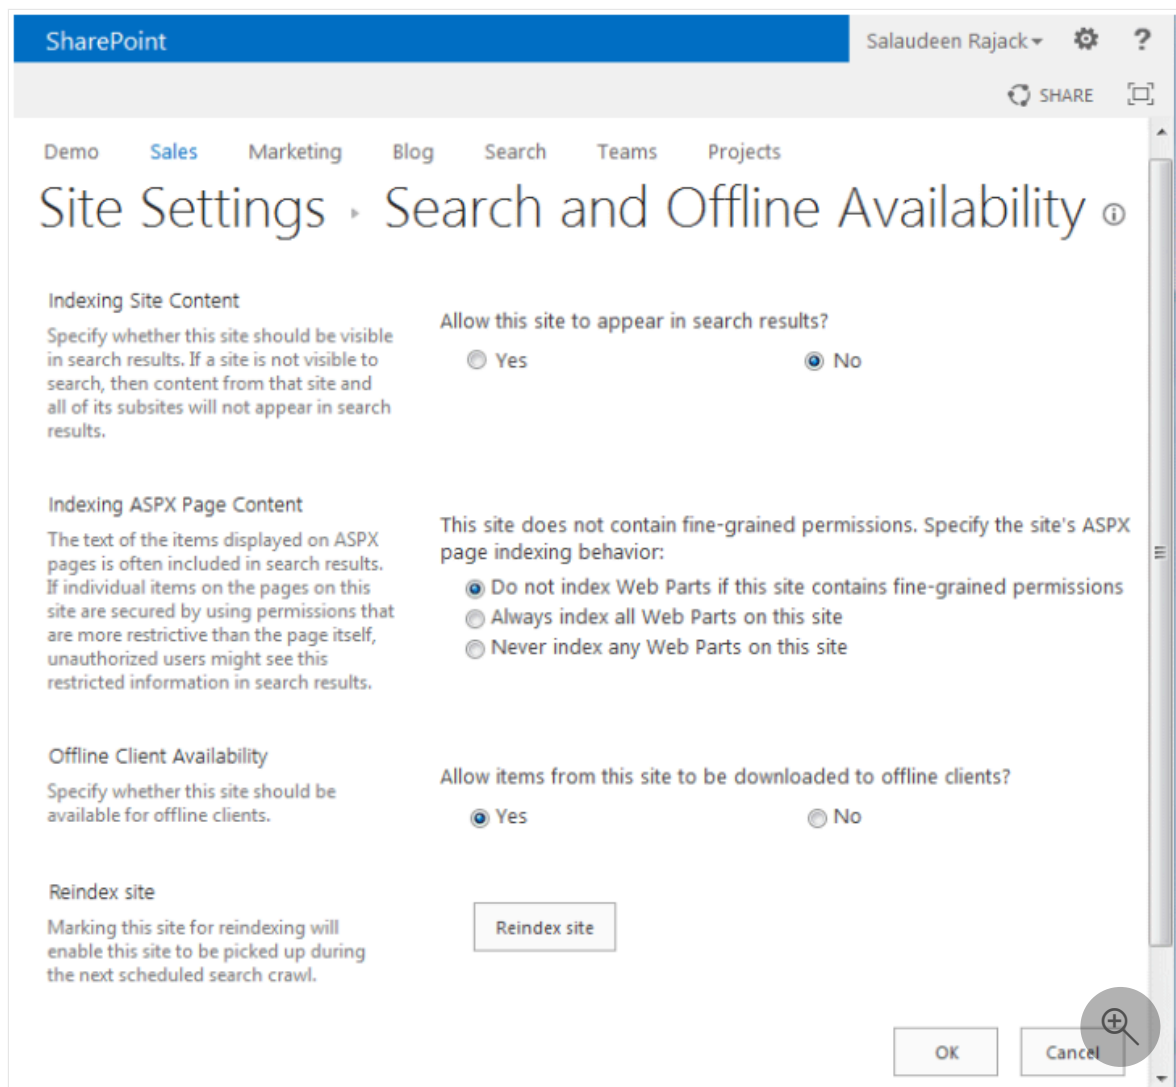 SharePoint
Salaudeen Rajack
?
SHARE
Demo Sales Marketing Blog Search Teams Projects
Site Settings Search and Offline Availability
Indexing Site Content
Specify whether this site should be visible
in search results. If a site is not visible to
search, then content from that site and
all of its subsites will not appear in search
results.
Allow this site to appear in search results?
Yes No
Indexing ASPX Page Content
The text of the items displayed on ASPX
pages is often included in search results.
If individual items on the pages on this
site are secured by using permissions that
are more restrictive than the page itself,
unauthorized users might see this
restricted information in search results.
This site does not contain fine-grained permissions. Specify the site's ASPX
page indexing behavior:
Do not index Web Parts if this site contains fine-grained permissions
Always index all Web Parts on this site
Never index any Web Parts on this site
Offline Client Availability
Specify whether this site should be
available for offline clients.
Allow items from this site to be downloaded to offline clients?
Yes No
Reindex site
Marking this site for reindexing will
enable this site to be picked up during
the next scheduled search crawl.
Reindex site
OK Cancel